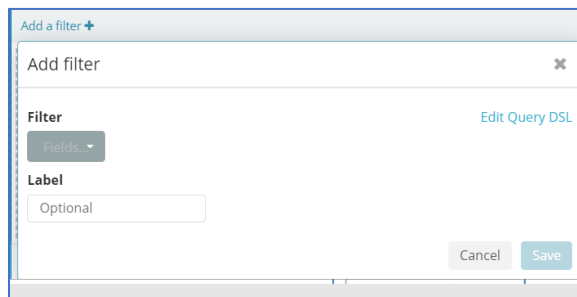 Add a filter +
Add filter ×
Filter Edit Query DSL
Fields...
Label
Optional
Cancel Save